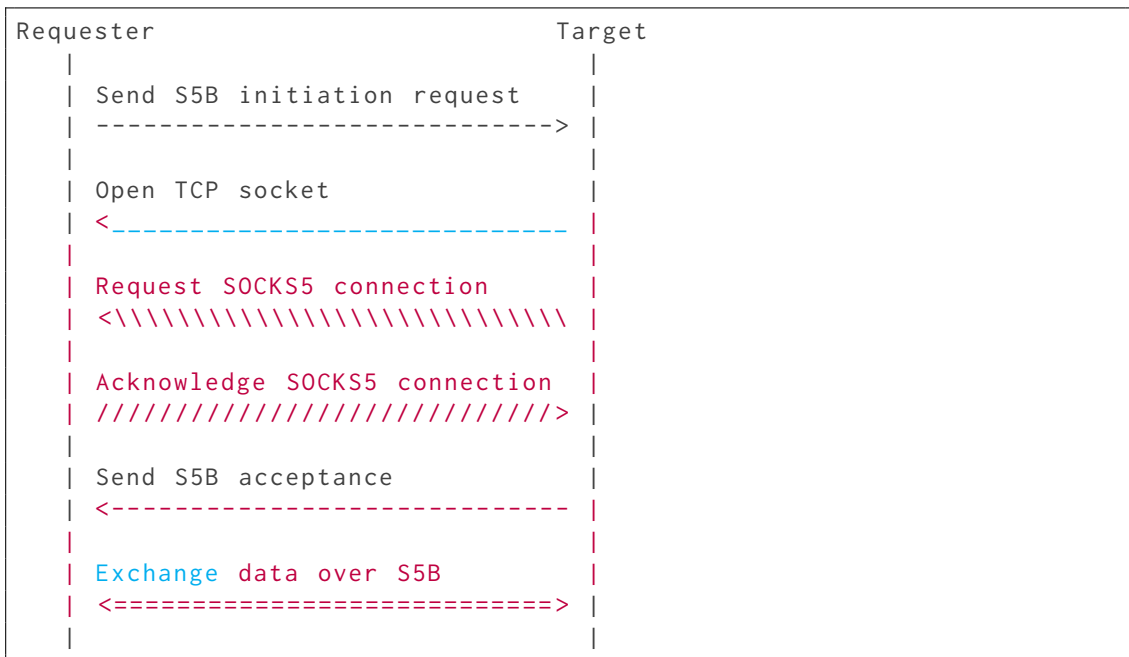 Requester                         Target
   |                                |
   | Send S5B initiation request    |
   | -----------------------------> |
   |                                |
   | Open TCP socket                |
   | <_____________________________ |
   |                                |
   | Request SOCKS5 connection      |
   | <\\\\\\\\\\\\\\\\\\\\\\\\\\\\\ |
   |                                |
   | Acknowledge SOCKS5 connection  |
   | /////////////////////////////> |
   |                                |
   | Send S5B acceptance            |
   | <----------------------------- |
   |                                |
   | Exchange data over S5B         |
   | <============================> |
   |                                |